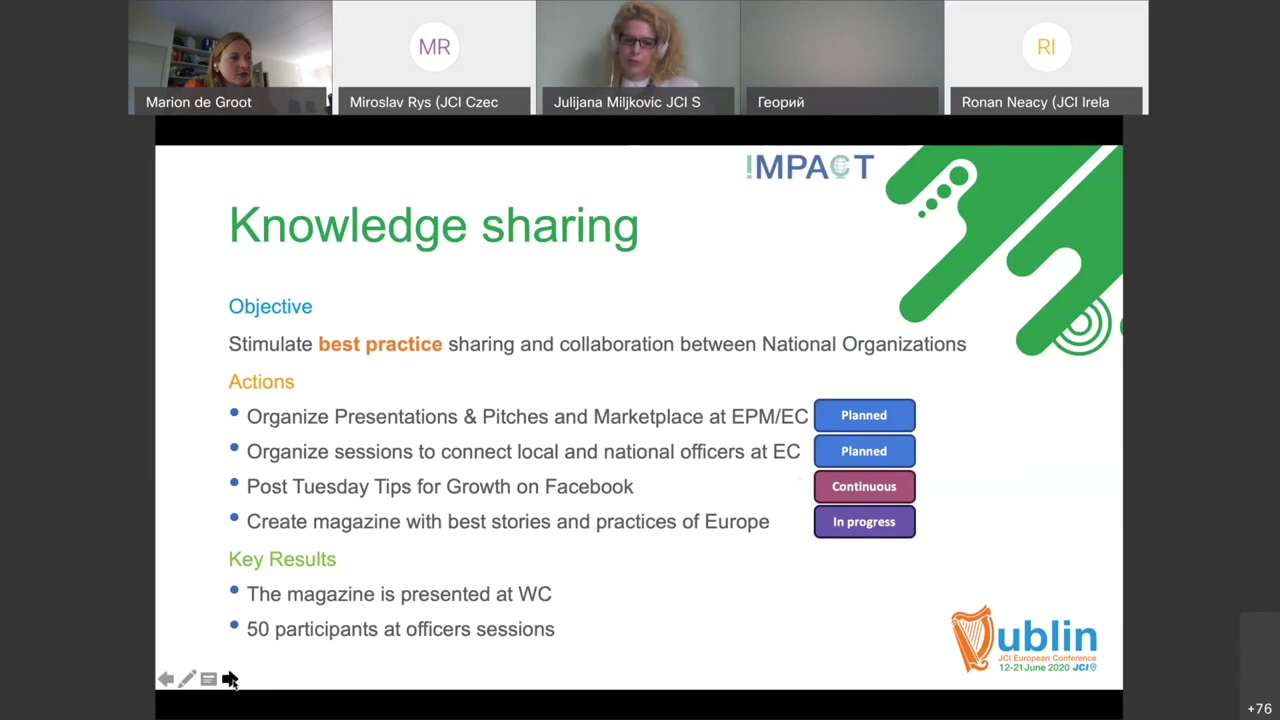 MR
RI
Marion de Groot
Miroslav Rys (JCI Czec
Julijana Miljkovic JCI S
Георий
Ronan Neacy (JCI Irela
!MPACT
Knowledge sharing
Objective
Stimulate best practice sharing and collaboration between National Organizations
Actions
• Organize Presentations & Pitches and Marketplace at EPM/EC Planned
• Organize sessions to connect local and national officers at EC Planned
• Post Tuesday Tips for Growth on Facebook Continuous
• Create magazine with best stories and practices of Europe In progress
Key Results
• The magazine is presented at WC
• 50 participants at officers sessions
Dublin
JCI European Conference
12-21 June 2020 JCI
+76